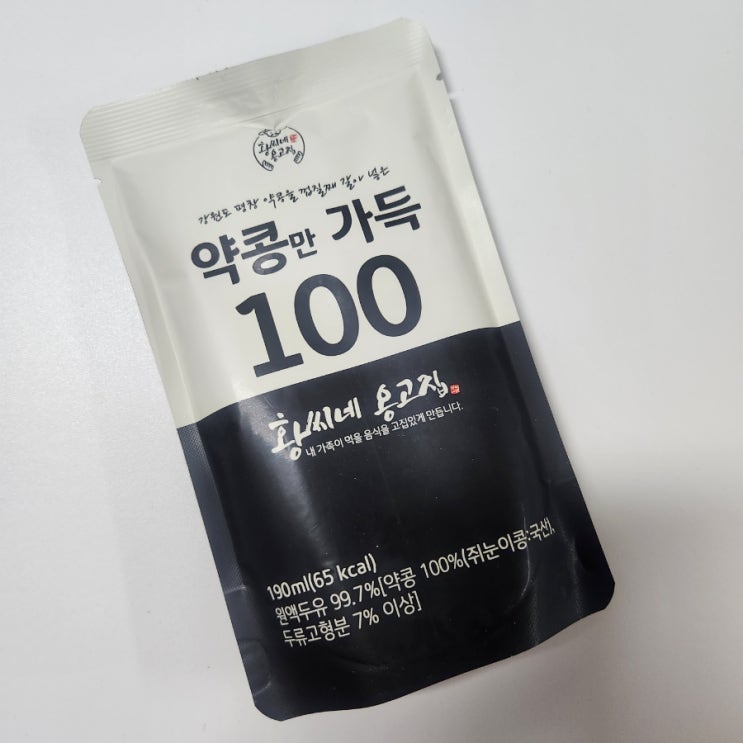 황씨네
옹고집
강원도 평창 약콩을 껍질째 갈아 넣은
약콩만 가득
100
황씨네 옹고집
내 가족이 먹을 음식을 고집있게 만듭니다.
190ml(65 kcal)
원액두유 99.7%[약콩 100%(쥐눈이콩:국산),
두류고형분 7% 이상]